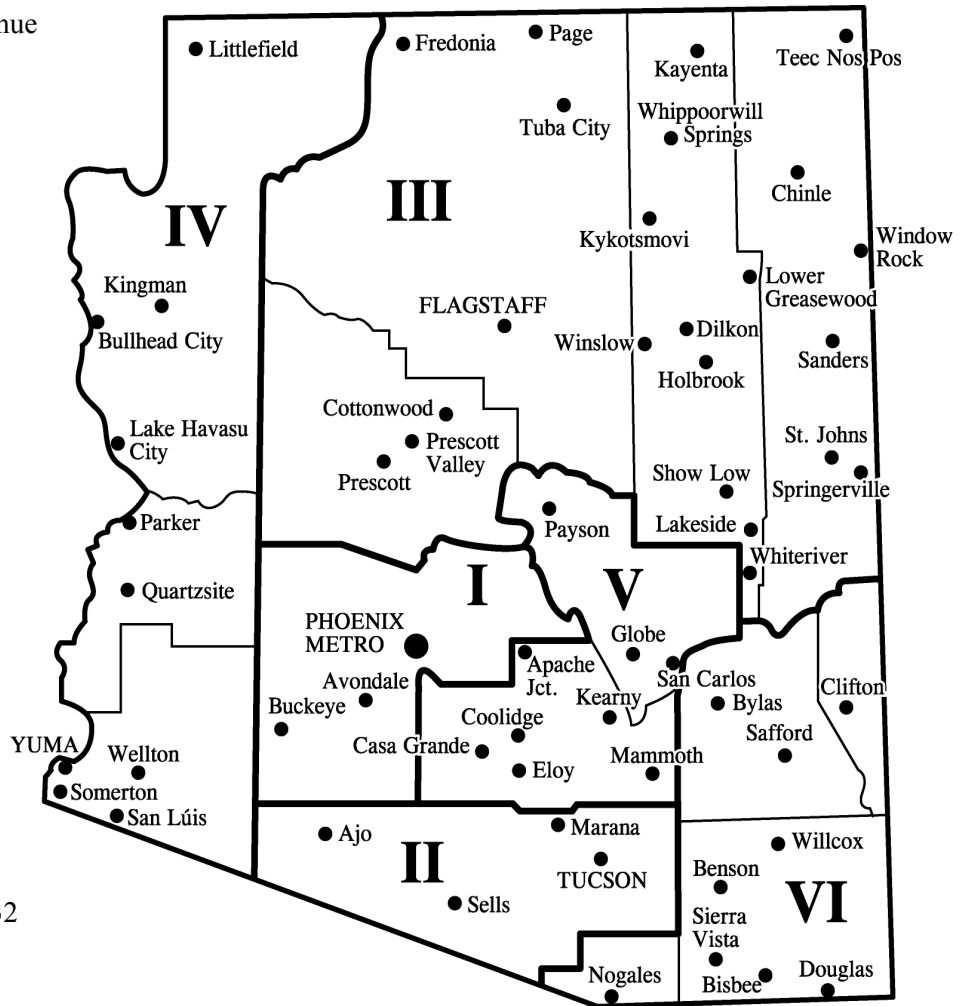 nue
Littlefield
Fredonia
Page
Kayenta
Teec Nos Pos
Tuba City
Whippoorwill
Springs
Chinle
IV
III
Kykotsmovi
Window
Rock
Kingman
Lower
Greasewood
FLAGSTAFF
Bullhead City
Winslow
Dilkon
Holbrook
Sanders
Cottonwood
Lake Havasu
City
Prescott
Valley
Prescott
St. Johns
Show Low
Springerville
Parker
Payson
Lakeside
Whiteriver
Quartzsite
I
V
PHOENIX
METRO
Globe
Apache
Jct.
San Carlos
Avondale
Kearny
Bylas
Clifton
Buckeye
Coolidge
Safford
YUMA
Wellton
Casa Grande
Eloy
Mammoth
Somerton
San Lúis
Ajo
Marana
Willcox
II
TUCSON
Benson
VI
Sells
2
Sierra
Vista
Nogales
Bisbee
Douglas